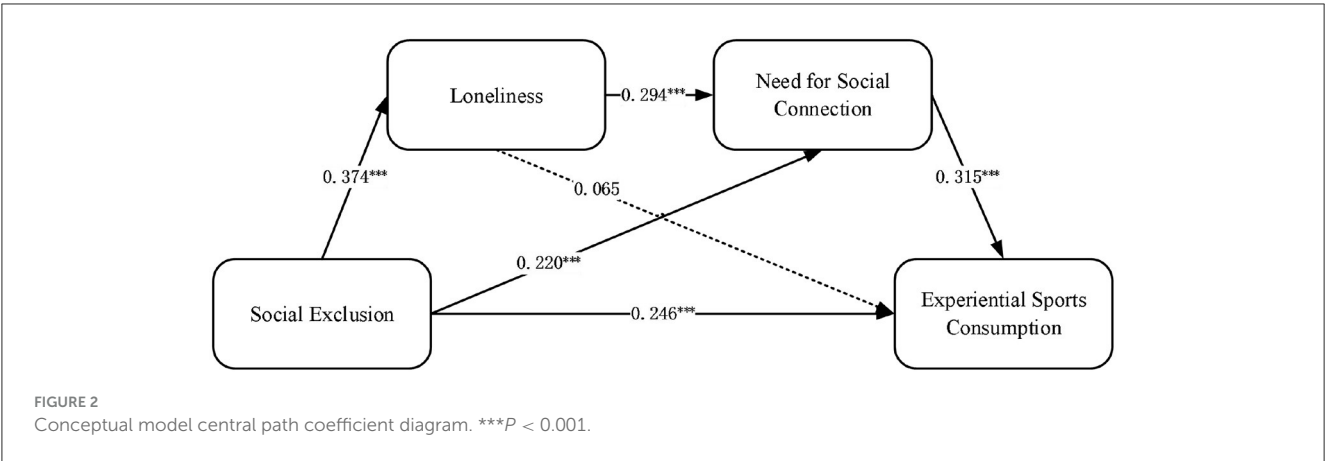 Loneliness
0. 294***
Need for Social
Connection
0. 374***
0. 065
0. 315***
0. 220***
Social Exclusion
0. 246***
Experiential Sports
Consumption
FIGURE 2
Conceptual model central path coefficient diagram. ***P < 0.001.